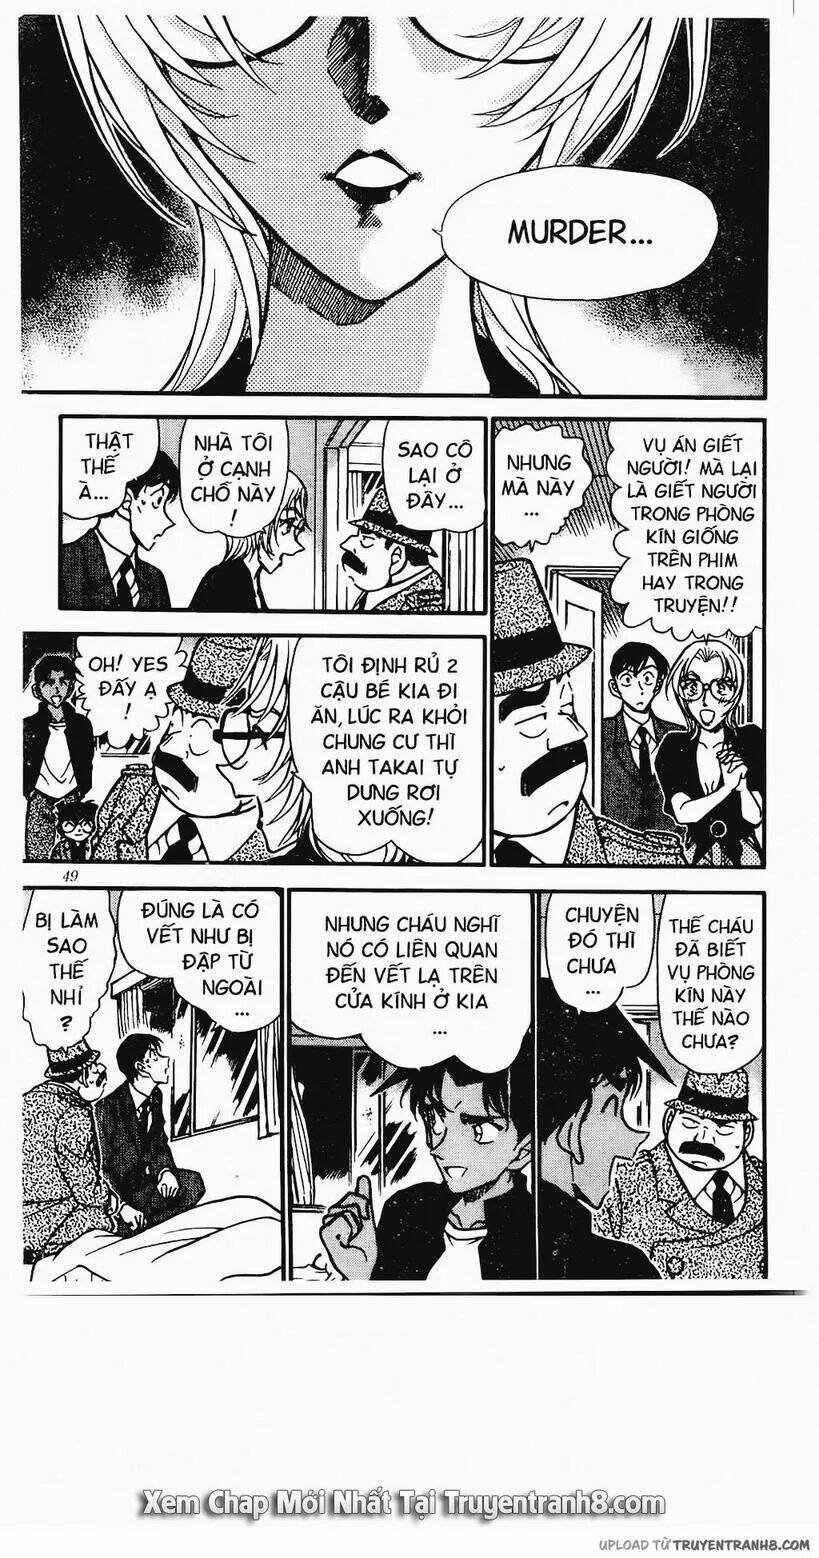 MURDER...
VỤ ÁN GIẾT
NGƯỜI! MÀ LẠI
LÀ GIẾT NGƯỜI
TRONG PHÒNG
KÍN GIỐNG
TRÊN PHIM
HAY TRONG
TRUYỆN!!
NHƯNG
MÀ NÀY
...
SAO CÔ
LẠI Ở
ĐÂY...
NHÀ TÔI
Ở CẠNH
CHỖ NÀY
!
THẬT
THẾ
À...
TÔI ĐỊNH RỦ 2
CẬU BÉ KIA ĐI
ĂN, LÚC RA KHỎI
CHUNG CƯ THÌ
ANH TAKAI TỰ
DƯNG RƠI
XUỐNG!
OH! YES
ĐẤY Ạ
!
49
THẾ CHÁU
ĐÃ BIẾT
VỤ PHÒNG
KÍN NÀY
THẾ NÀO
CHƯA?
CHUYỆN
ĐÓ THÌ
CHƯA
...
NHƯNG CHÁU NGHĨ
NÓ CÓ LIÊN QUAN
ĐẾN VẾT LẠ TRÊN
CỬA KÍNH Ở KIA
...
ĐÚNG LÀ CÓ
VẾT NHƯ BỊ
ĐẬP TỪ
NGOÀI
...
BỊ LÀM
SAO
THẾ
NHỈ
?
Xem Chap Mới Nhất Tại Truyentranh8.com
UPLOAD TỪ TRUYENTRANH8.COM